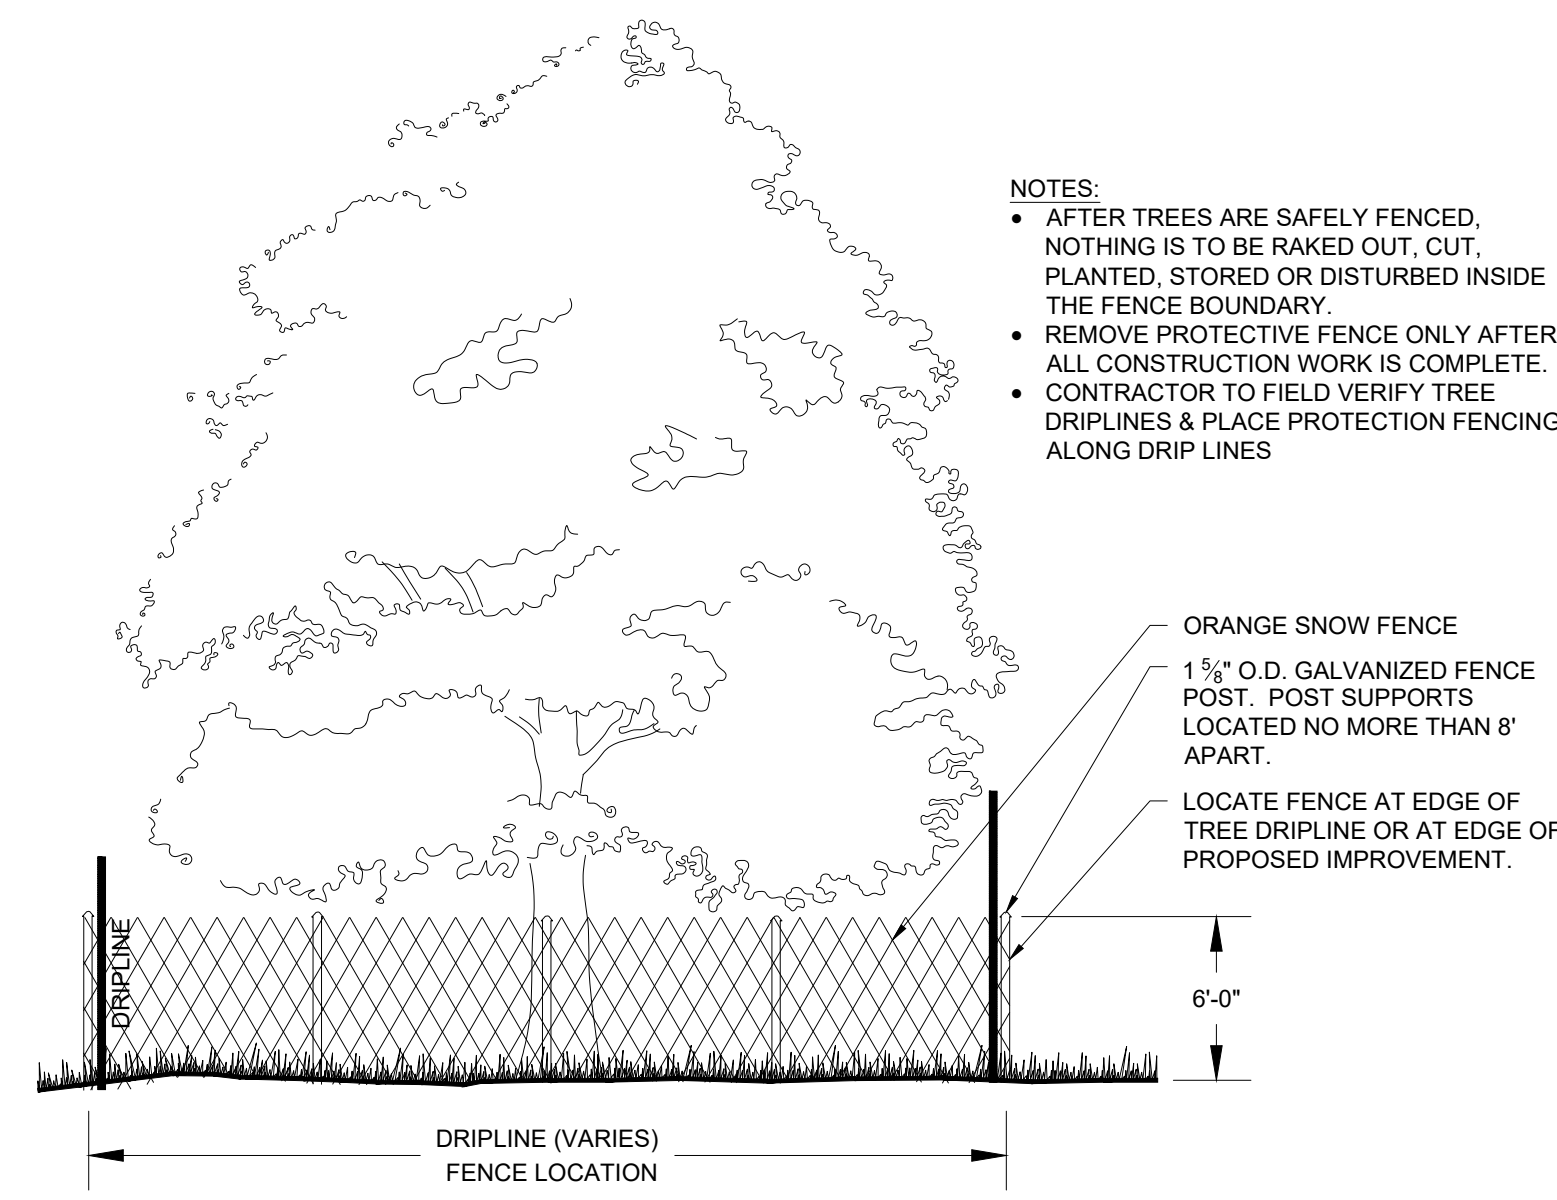 NOTES:
• AFTER TREES ARE SAFELY FENCED,
NOTHING IS TO BE RAKED OUT, CUT,
PLANTED, STORED OR DISTURBED INSIDE
THE FENCE BOUNDARY.
• REMOVE PROTECTIVE FENCE ONLY AFTER
ALL CONSTRUCTION WORK IS COMPLETE.
• CONTRACTOR TO FIELD VERIFY TREE
DRIPLINES & PLACE PROTECTION FENCING
ALONG DRIP LINES
ORANGE SNOW FENCE
1 5/8" O.D. GALVANIZED FENCE
POST. POST SUPPORTS
LOCATED NO MORE THAN 8'
APART.
LOCATE FENCE AT EDGE OF
TREE DRIPLINE OR AT EDGE OF
PROPOSED IMPROVEMENT.
DRIPLINE
6'-0"
DRIPLINE (VARIES)
FENCE LOCATION